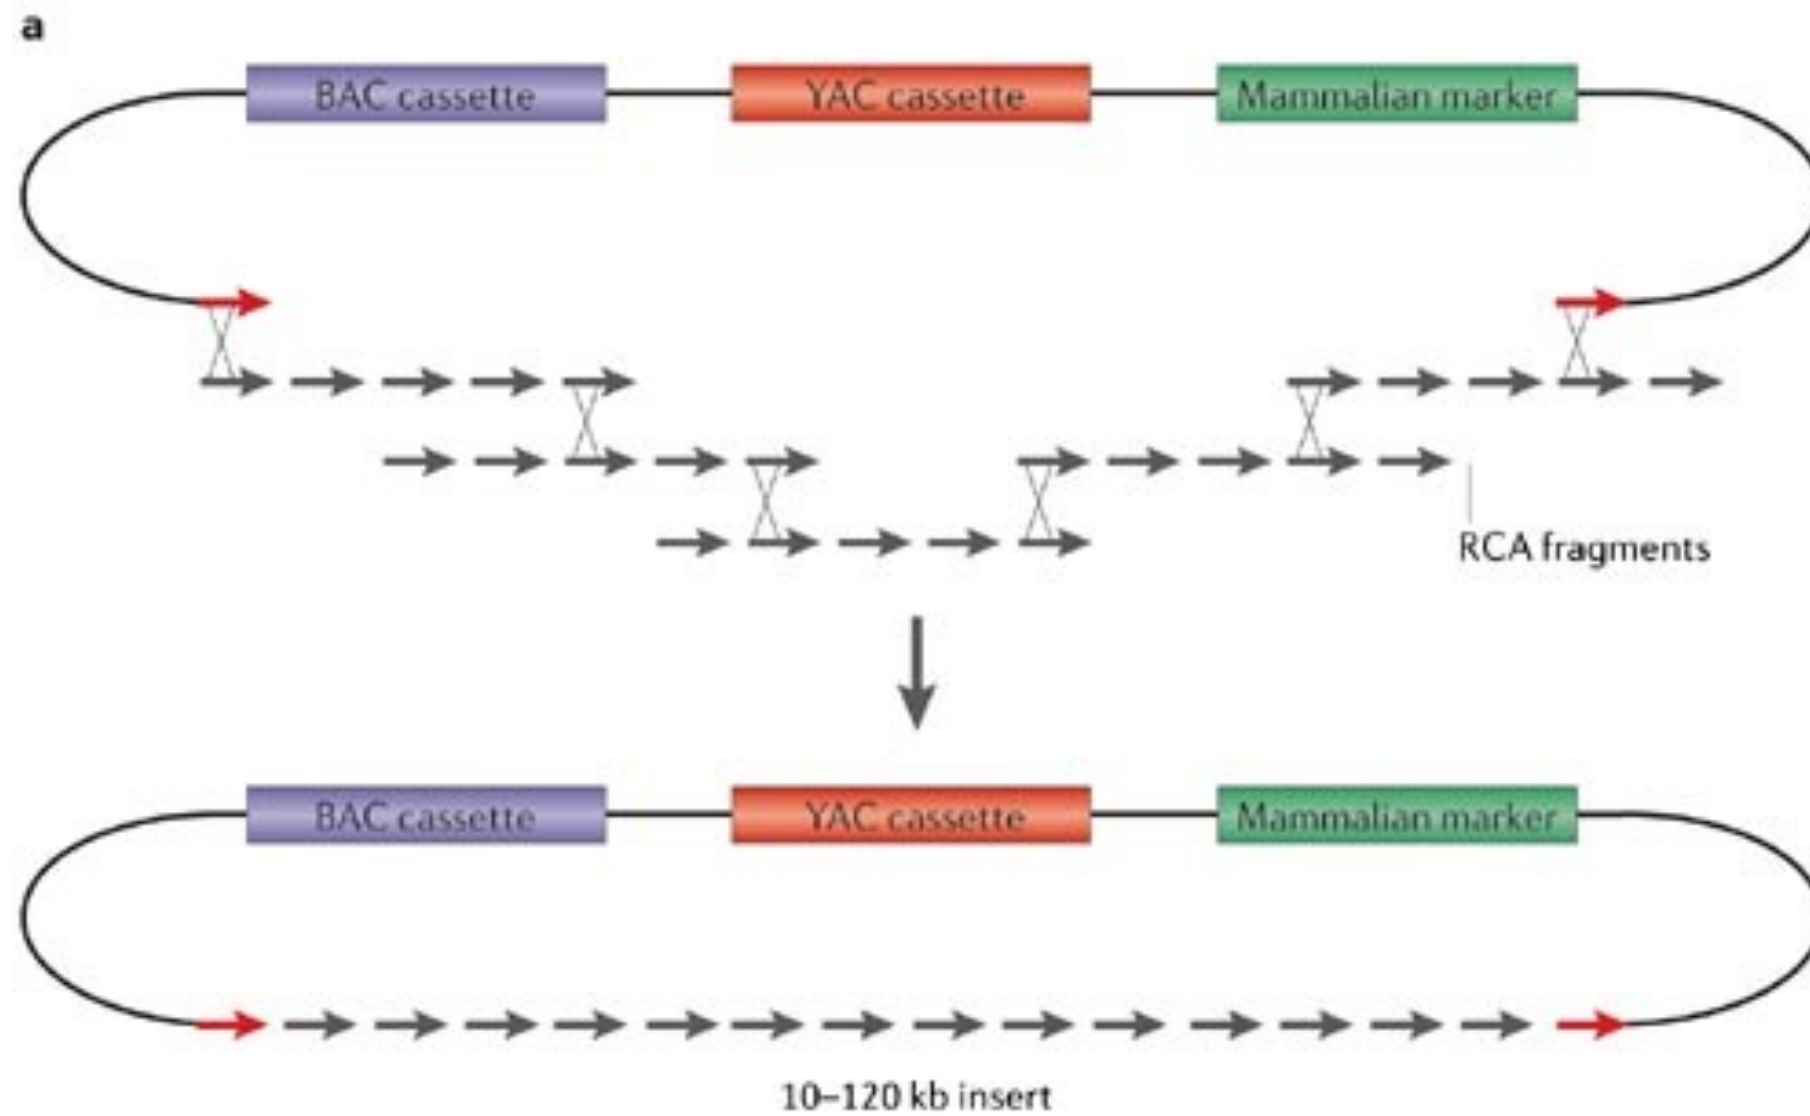 a
BAC cassette YAC cassette Mammalian marker
RCA fragments
BAC cassette YAC cassette Mammalian marker
10–120 kb insert